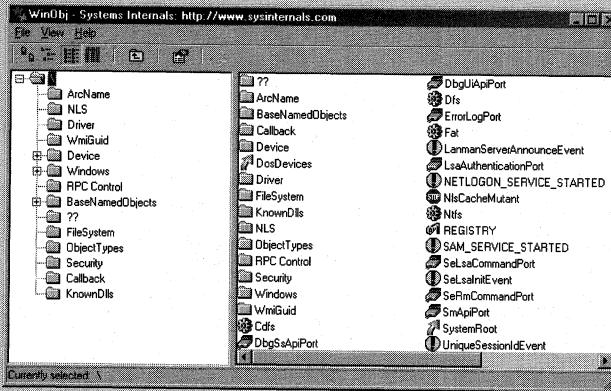 WinObj - Systems Internals: http://www.sysinternals.com
File View Help
\
ArcName
NLS
Driver
WmiGuid
Device
Windows
RPC Control
BaseNamedObjects
??
FileSystem
ObjectTypes
Security
Callback
KnownDlls
??
ArcName
BaseNamedObjects
Callback
Device
DosDevices
Driver
FileSystem
KnownDlls
NLS
ObjectTypes
RPC Control
Security
Windows
WmiGuid
Cdfs
DbgSsApiPort
DbgUiApiPort
Dfs
ErrorLogPort
Fat
LanmanServerAnnounceEvent
LsaAuthenticationPort
NETLOGON_SERVICE_STARTED
NlsCacheMutant
Ntfs
REGISTRY
SAM_SERVICE_STARTED
SeLsaCommandPort
SeLsaInitEvent
SeRmCommandPort
SmApiPort
SystemRoot
UniqueSessionIdEvent
Currently selected: \